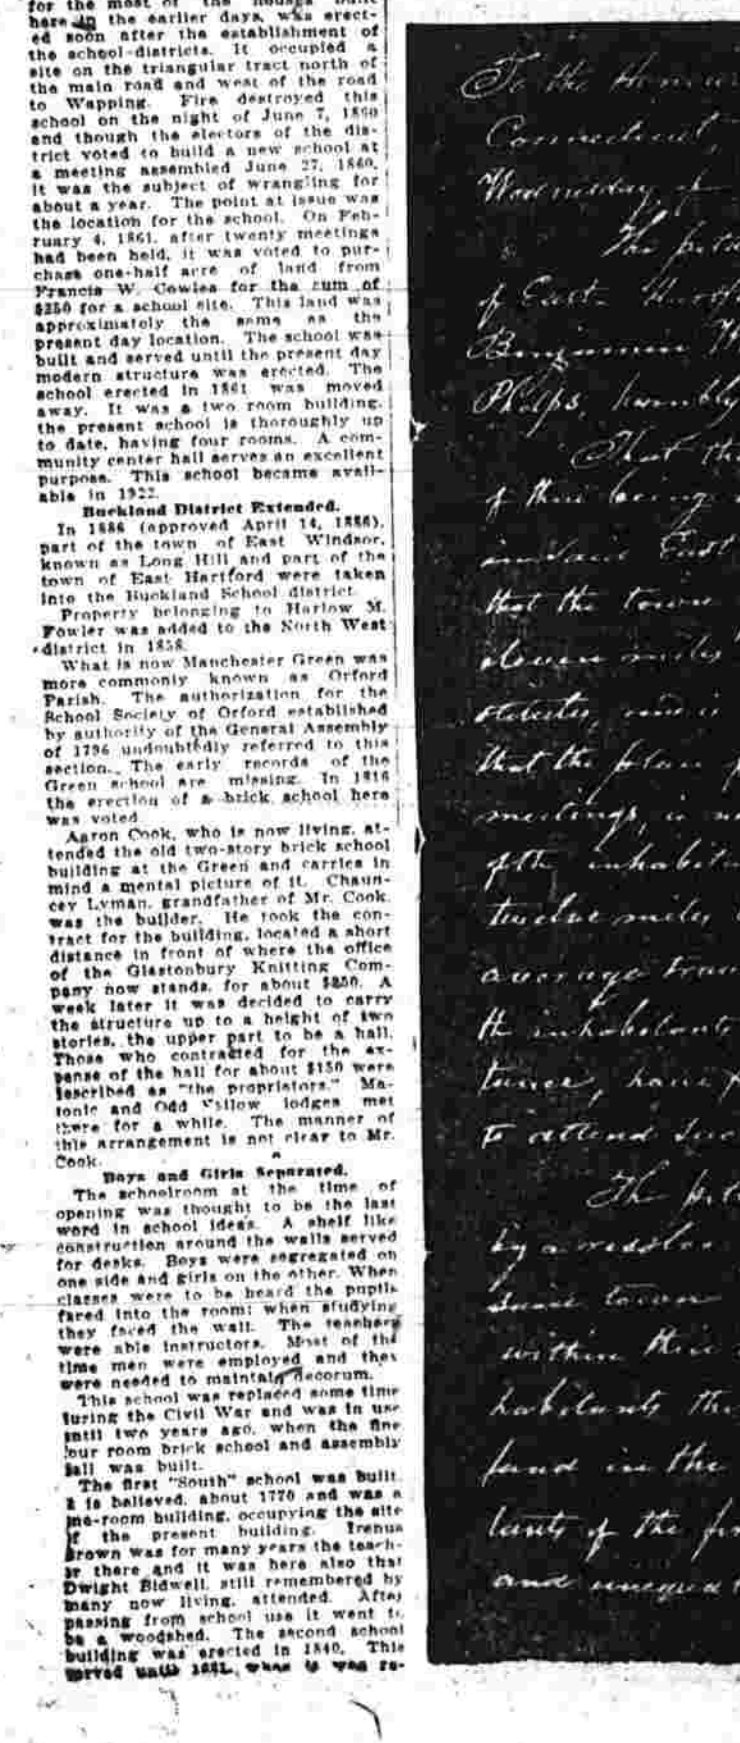 for the most of the houses built
here in the earlier days, was erect-
ed soon after the establishment of
the school-districts. It occupied a
site on the triangular tract north of
the main road and west of the road
to Wapping. Fire destroyed this
school on the night of June 7, 1860
and though the electors of the dis-
trict voted to build a new school at
a meeting assembled June 27, 1860,
it was the subject of wrangling for
about a year. The point at issue was
the location for the school. On Feb-
ruary 4, 1861, after twenty meetings
had been held, it was voted to pur-
chase one-half acre of land from
Francis W. Cowles for the sum of
$250 for a school site. This land was
approximately the same as the
present day location. The school was
built and served until the present day
modern structure was erected. The
school erected in 1861 was moved
away. It was a two room building.
the present school is thoroughly up
to date, having four rooms. A com-
munity center hall serves an excellent
purpose. This school became avail-
able in 1922.
Buckland District Extended.
In 1886 (approved April 14, 1886),
part of the town of East Windsor,
known as Long Hill and part of the
town of East Hartford were taken
into the Buckland School district.
Property belonging to Harlow M.
Fowler was added to the North West
district in 1858.
What is now Manchester Green was
more commonly known as Orford
Parish. The authorization for the
School Society of Orford established
by authority of the General Assembly
of 1796 undoubtedly referred to this
section. The early records of the
Green school are missing. In 1816
the erection of a brick school here
was voted.
Aaron Cook, who is now living, at-
tended the old two-story brick school
building at the Green and carries in
mind a mental picture of it. Chaun-
cey Lyman, grandfather of Mr. Cook,
was the builder. He took the con-
tract for the building, located a short
distance in front of where the office
of the Glastonbury Knitting Com-
pany now stands, for about $850. A
week later it was decided to carry
the structure up to a height of two
stories, the upper part to be a hall.
Those who contracted for the ex-
pense of the hall for about $150 were
described as "the proprietors." Ma-
sonic and Odd Fellow lodges met
there for a while. The manner of
this arrangement is not clear to Mr.
Cook.
Boys and Girls Separated.
The schoolroom at the time of
opening was thought to be the last
word in school ideas. A shelf like
construction around the walls served
for desks. Boys were segregated on
one side and girls on the other. When
classes were to be heard the pupils
faced into the room; when studying
they faced the wall. The teachers
were able instructors. Most of the
time men were employed and they
were needed to maintain decorum.
This school was replaced some time
during the Civil War and was in use
until two years ago, when the fine
four room brick school and assembly
hall was built.
The first "South" school was built,
it is believed, about 1770 and was a
one-room building, occupying the site
of the present building. Irenus
Brown was for many years the teach-
er there and it was here also that
Dwight Bidwell, still remembered by
many now living, attended. After
passing from school use it went to
be a woodshed. The second school
building was erected in 1840. This
served until 1881, when it was re-
To the
Connecticut,
Wednesday, of
The
of East
Benjamin
Phelps, humbly
That the
of their being
in said East
that the town
eleven miles
that the place
meetings, is
of the
twelve miles
average
the inhabitants
tance, have
to attend
The
by a
same town
within
habitants
fund in the
tants of the
and unequal